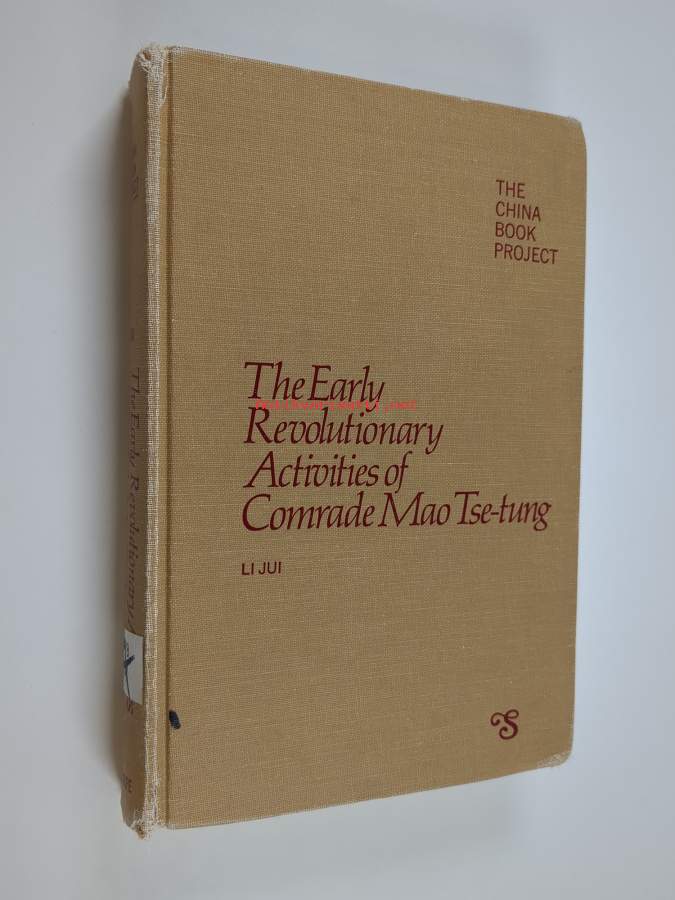 THE
CHINA
BOOK
PROJECT
The Early
Revolutionary
Activities of
Comrade Mao Tse-tung
LI JUI
S
The Early Revolutionary